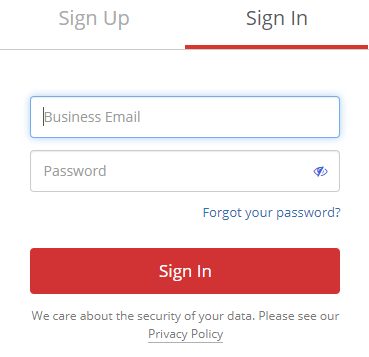 Sign Up
Sign In
Business Email
Password
Forgot your password?
Sign In
We care about the security of your data. Please see our
Privacy Policy